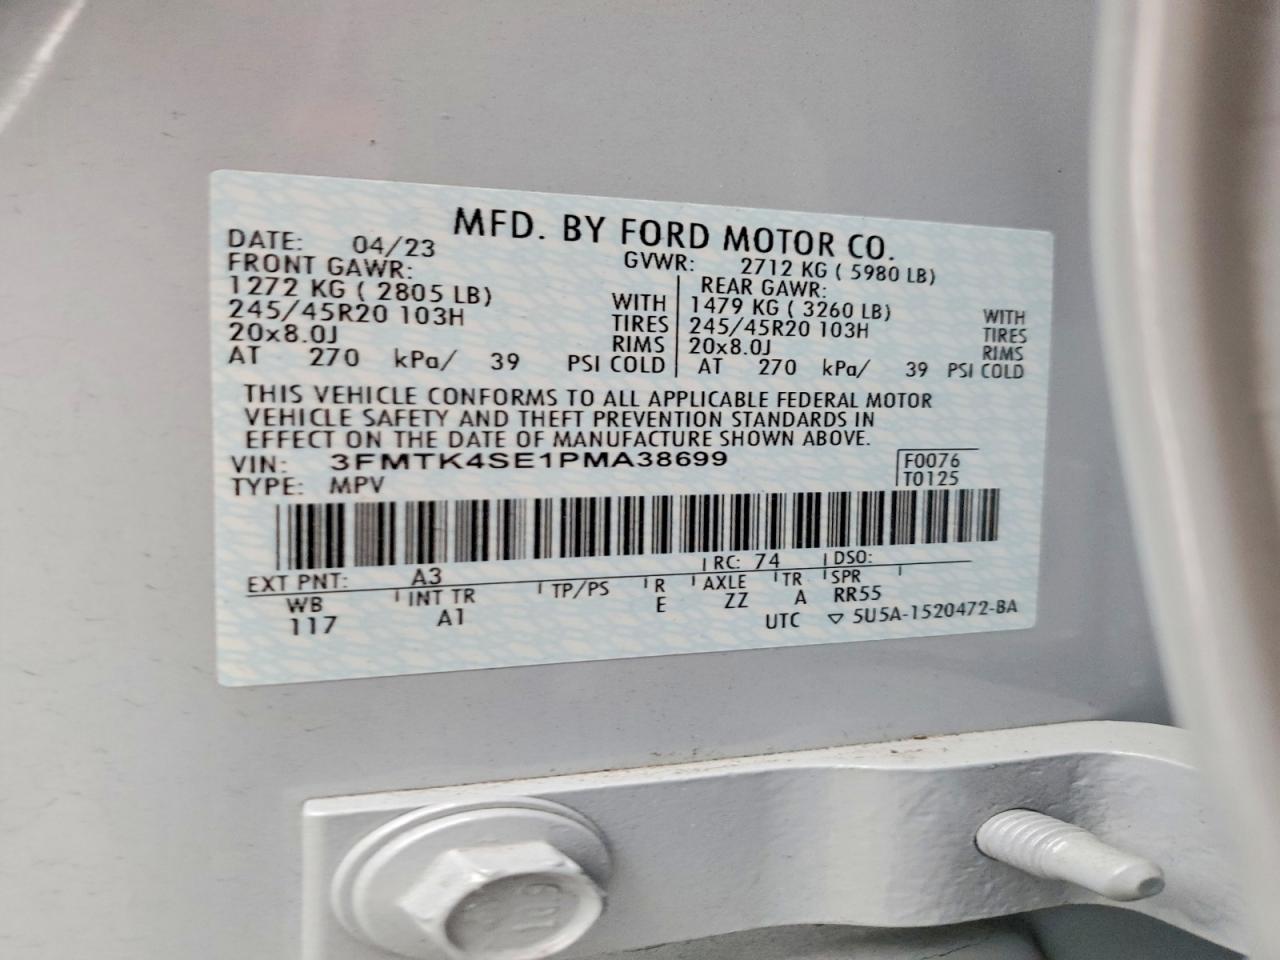 MFD. BY FORD MOTOR CO.
DATE: 04/23 GVWR: 2712 KG ( 5980 LB)
FRONT GAWR: REAR GAWR:
1272 KG ( 2805 LB) WITH 1479 KG ( 3260 LB) WITH
245/45R20 103H TIRES 245/45R20 103H TIRES
20x8.0J RIMS 20x8.0J RIMS
AT 270 kPa/ 39 PSI COLD AT 270 kPa/ 39 PSI COLD
THIS VEHICLE CONFORMS TO ALL APPLICABLE FEDERAL MOTOR
VEHICLE SAFETY AND THEFT PREVENTION STANDARDS IN
EFFECT ON THE DATE OF MANUFACTURE SHOWN ABOVE.
VIN: 3FMTK4SE1PMA38699 F0076
TYPE: MPV T0125
EXT PNT: A3 RC: 74 DSO:
WB INT TR TP/PS R AXLE TR SPR
117 A1 E ZZ A RR55
UTC ▽ 5U5A-1520472-BA